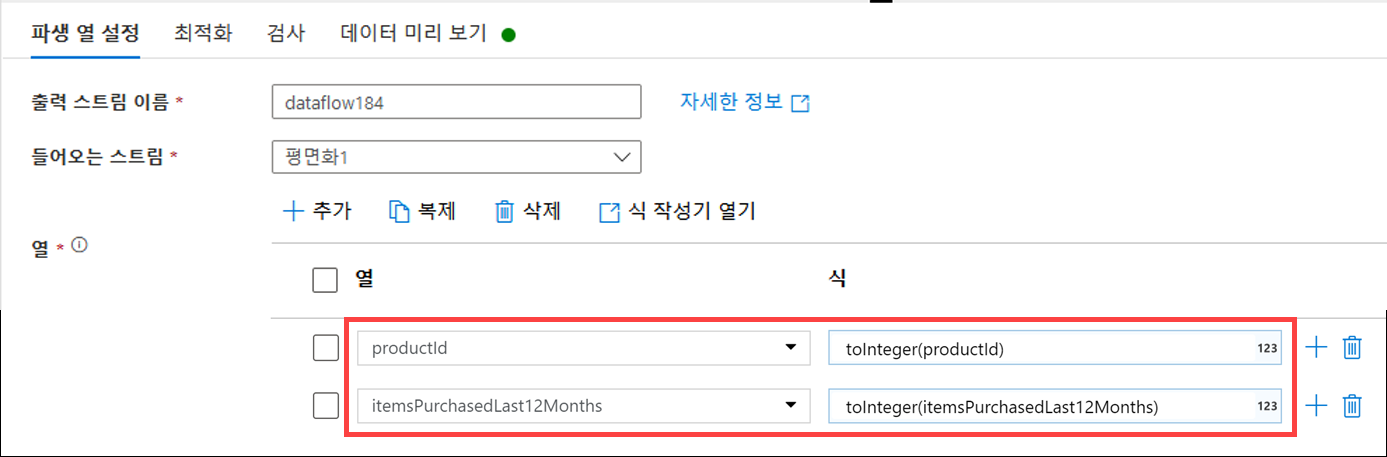 파생 열 설정 최적화 검사 데이터 미리 보기
출력 스트림 이름 * dataflow184 자세한 정보
들어오는 스트림 * 평면화1
추가 복제 삭제 식 작성기 열기
열 *
열 식
productId toInteger(productId) 123
itemsPurchasedLast12Months toInteger(itemsPurchasedLast12Months) 123